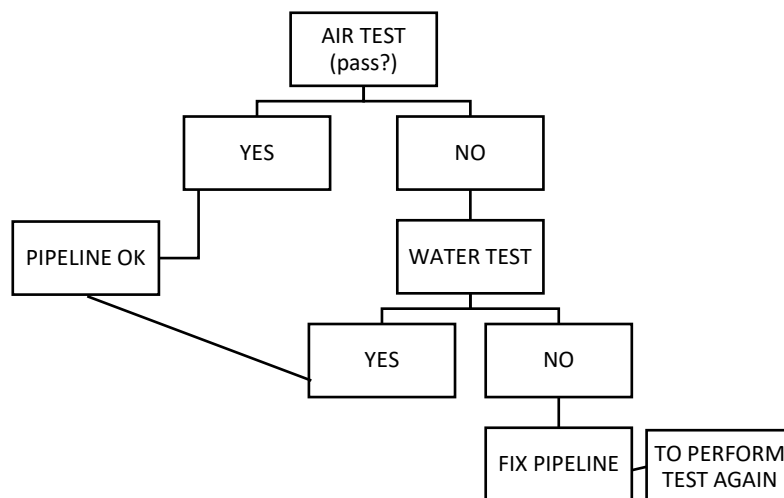 AIR TEST
(pass?)
YES
NO
PIPELINE OK
WATER TEST
YES
NO
FIX PIPELINE
TO PERFORM
TEST AGAIN